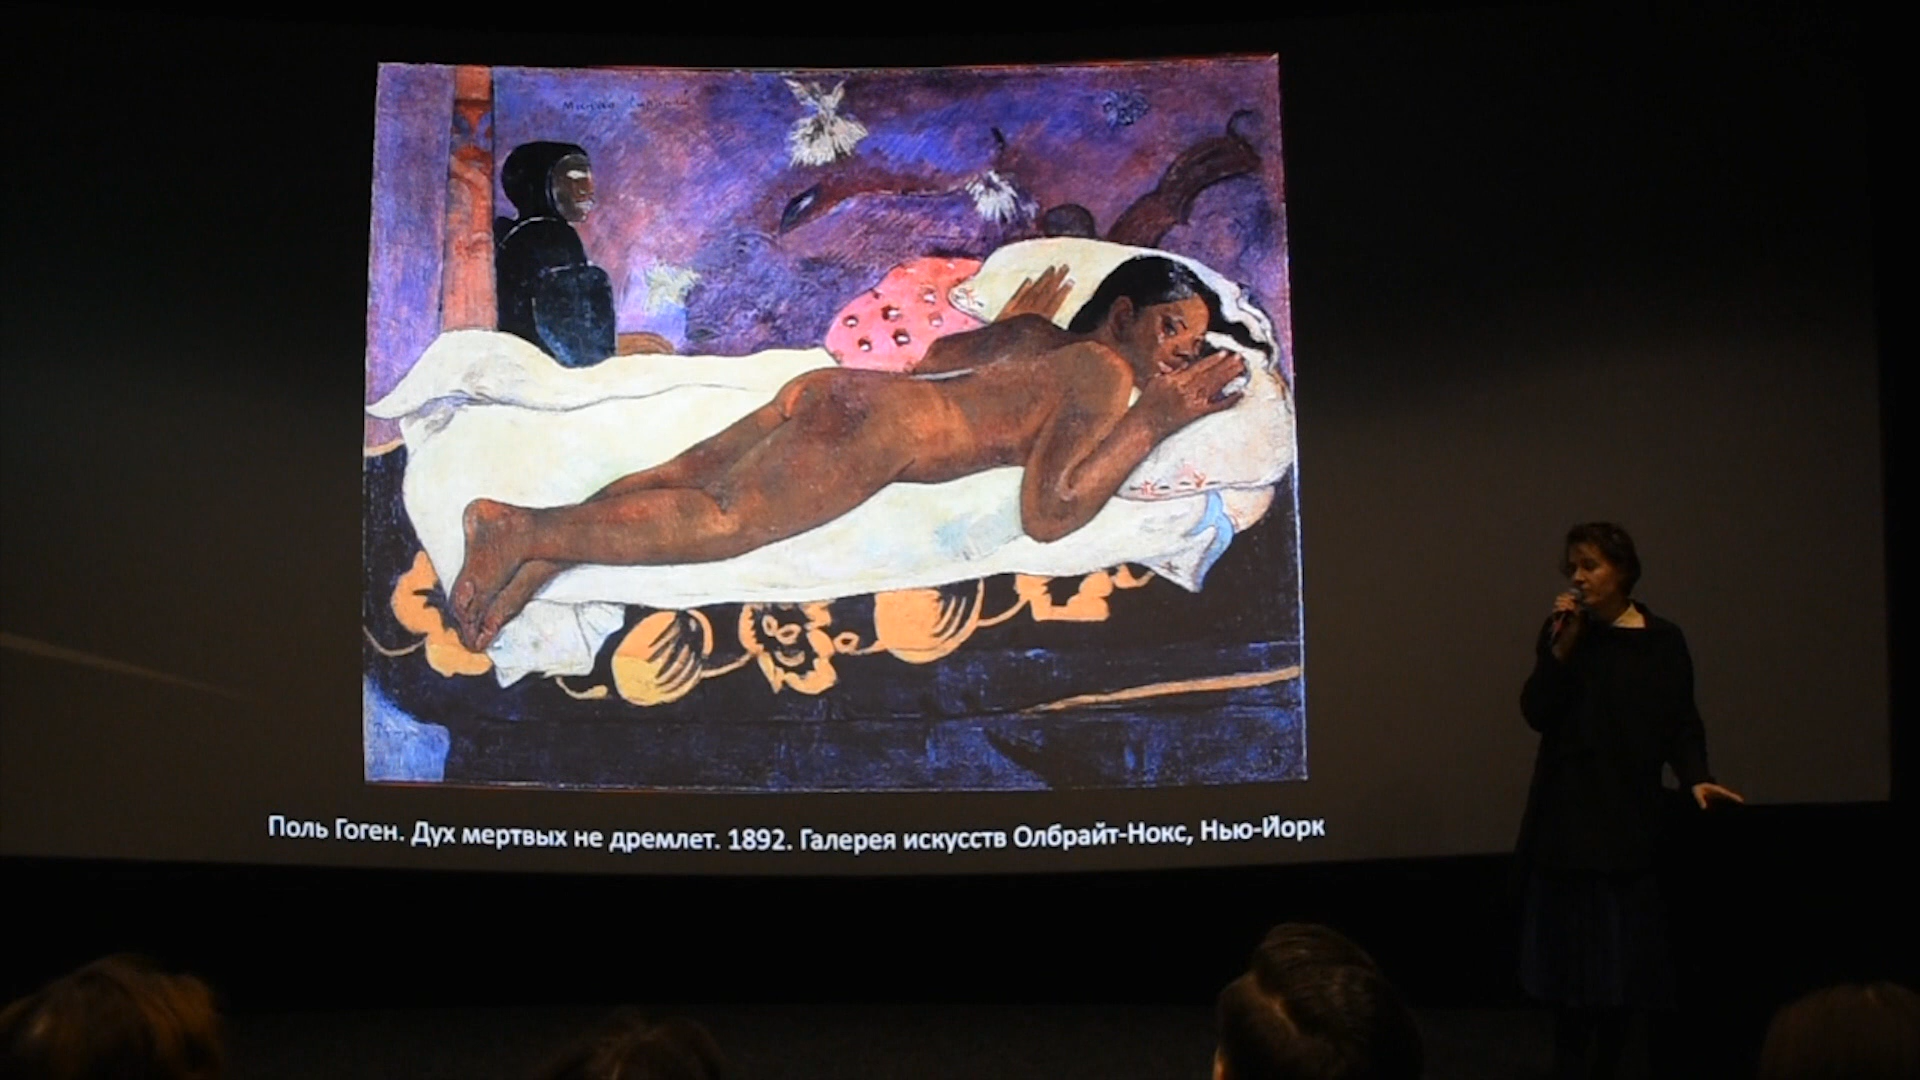 Поль Гоген. Дух мертвых не дремлет. 1892. Галерея искусств Олбрайт-Нокс, Нью-Йорк